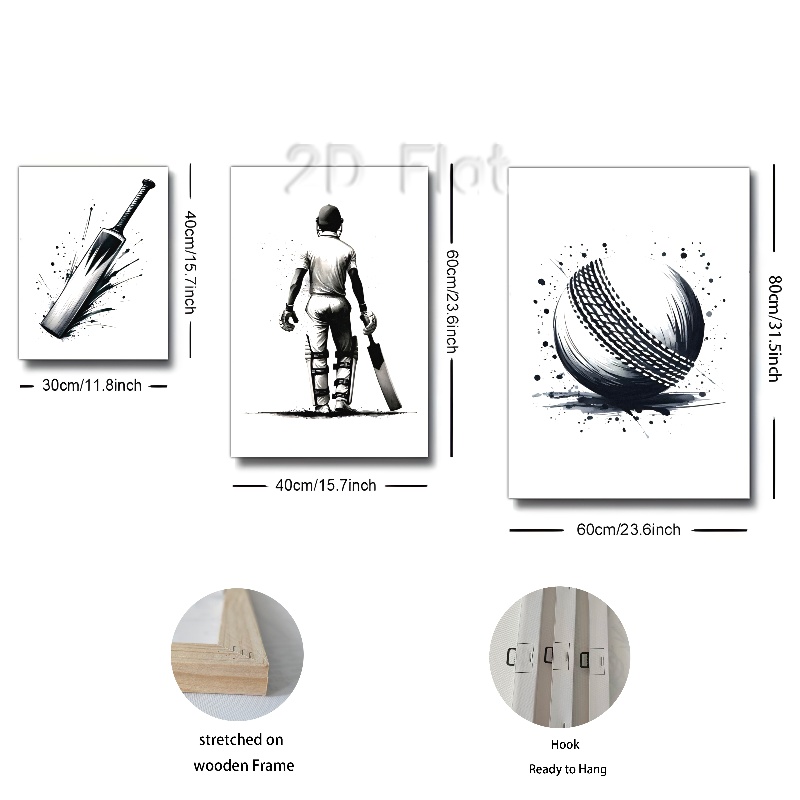 2D Flat
40cm/15.7inch
60cm/23.6inch
80cm/31.5inch
30cm/11.8inch
40cm/15.7inch
60cm/23.6inch
stretched on
wooden Frame
Hook
Ready to Hang